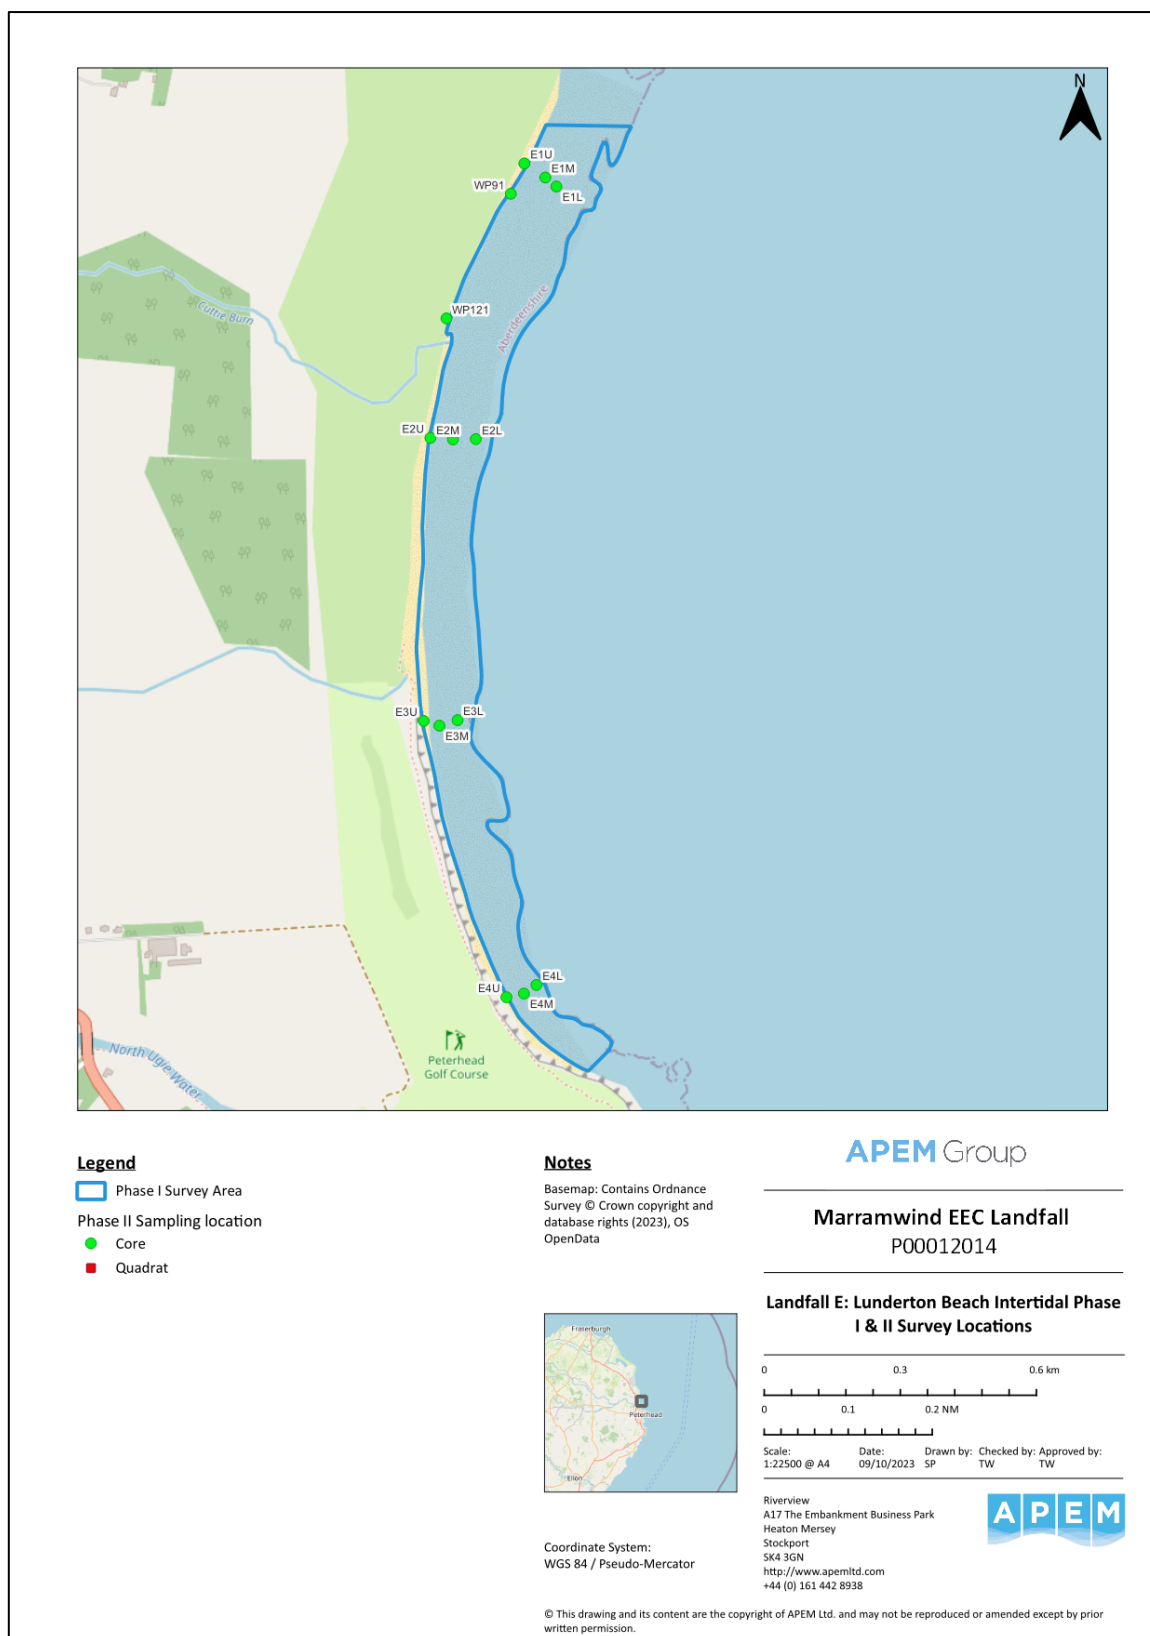 N
E1U
E1M
WP91
E1L
Cuttie Burn
WP121
Aberdeenshire
E2U
E2M
E2L
E3U
E3L
E3M
E4L
E4U
E4M
North Ugie Water
Peterhead
Golf Course
Legend
Phase I Survey Area
Phase II Sampling location
Core
Quadrat
Notes
Basemap: Contains Ordnance
Survey © Crown copyright and
database rights (2023), OS
OpenData
Fraserburgh
Peterhead
Ellon
Coordinate System:
WGS 84 / Pseudo-Mercator
APEM Group
Marramwind EEC Landfall
P00012014
Landfall E: Lunderton Beach Intertidal Phase
I & II Survey Locations
0 0.3 0.6 km
0 0.1 0.2 NM
Scale: Date: Drawn by: Checked by: Approved by:
1:22500 @ A4 09/10/2023 SP TW TW
Riverview
A17 The Embankment Business Park
Heaton Mersey
Stockport
SK4 3GN
http://www.apemltd.com
+44 (0) 161 442 8938
APEM
© This drawing and its content are the copyright of APEM Ltd. and may not be reproduced or amended except by prior
written permission.